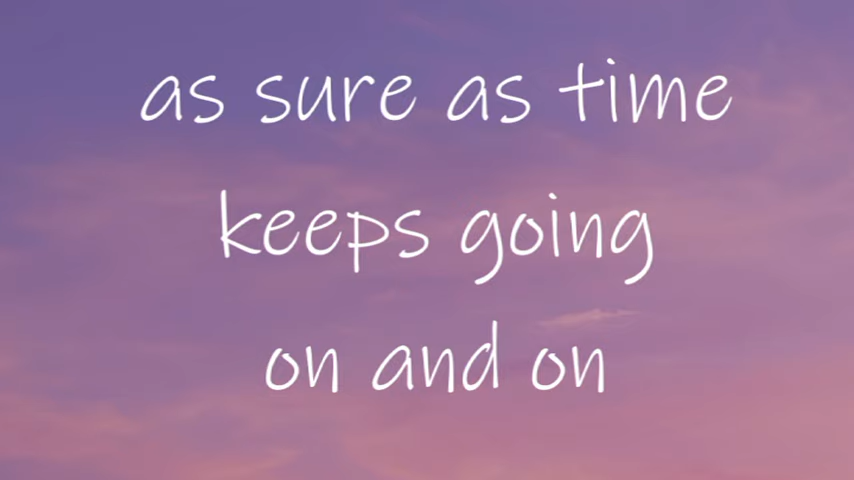 as sure as time
keeps going
on and on